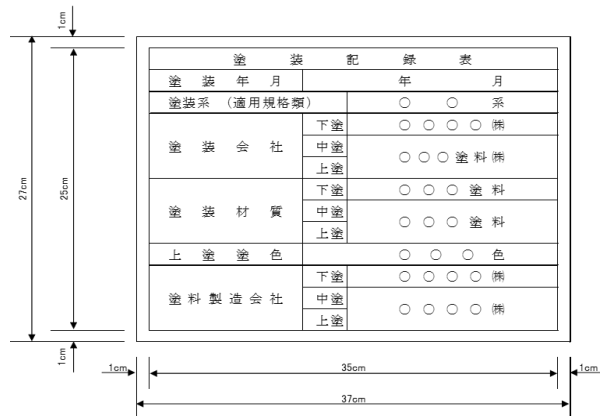 1cm
27cm
25cm
1cm
塗装記録表
塗装年月 年月
塗装系 （適用規格類） ○○系
塗装会社 下塗 ○○○○㈱
中塗 ○○○塗料㈱
上塗
塗装材質 下塗 ○○○塗料
中塗 ○○○塗料
上塗
上塗塗色 ○○○色
塗料製造会社 下塗 ○○○○㈱
中塗 ○○○○㈱
上塗
1cm 35cm 1cm
37cm